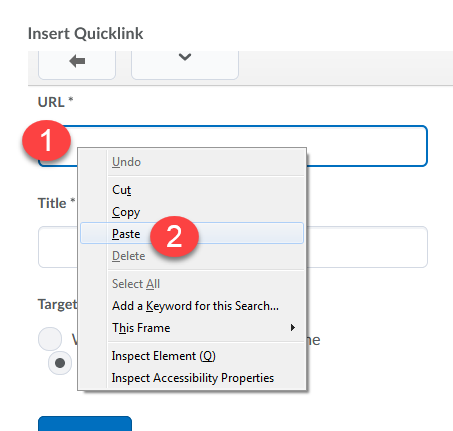 Insert Quicklink
URL *
1
Undo
Cut
Copy
Paste
2
Delete
Title *
Select All
Add a Keyword for this Search...
Target
This Frame
Inspect Element (Q)
Inspect Accessibility Properties